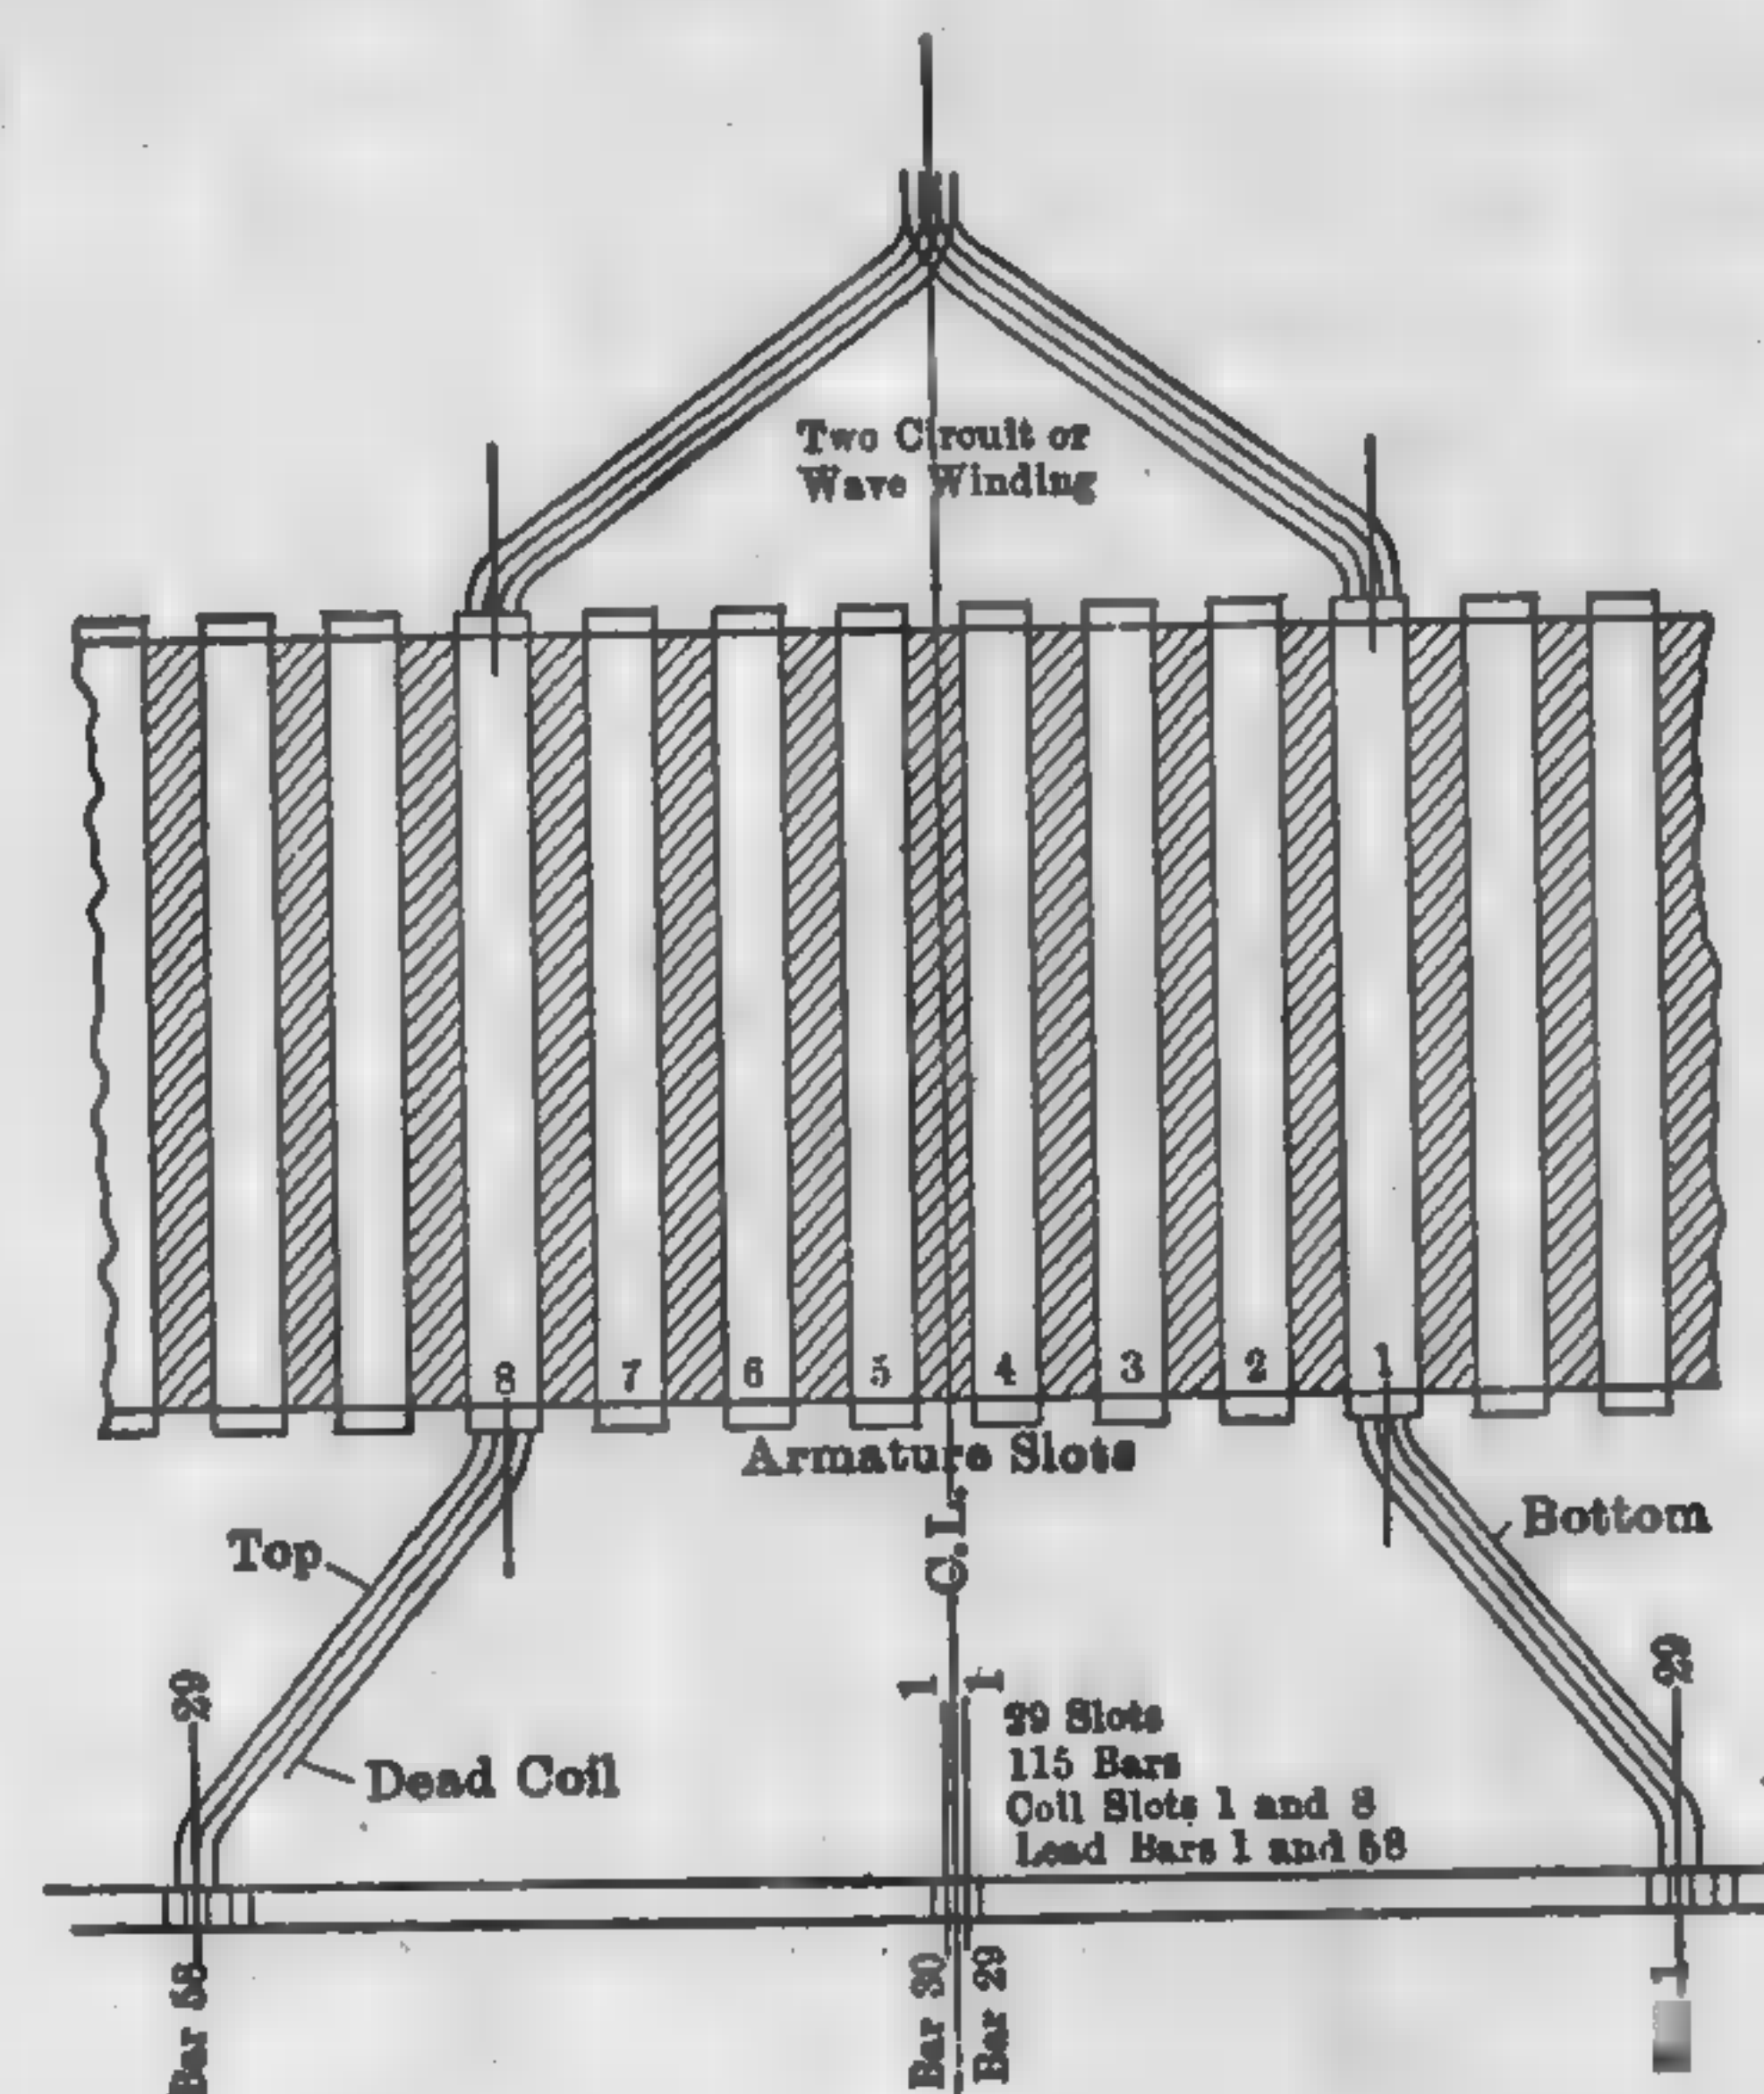 Two Circuit or
Wave Winding
8 7 6 5 4 3 2 1
Armature Slots
C.L.
Top
Bottom
29
1
1
29
Dead Coil
29 Slots
115 Bars
Coil Slots 1 and 8
Lead Bars 1 and 58
Bar 58
Bar 30
Bar 29
1